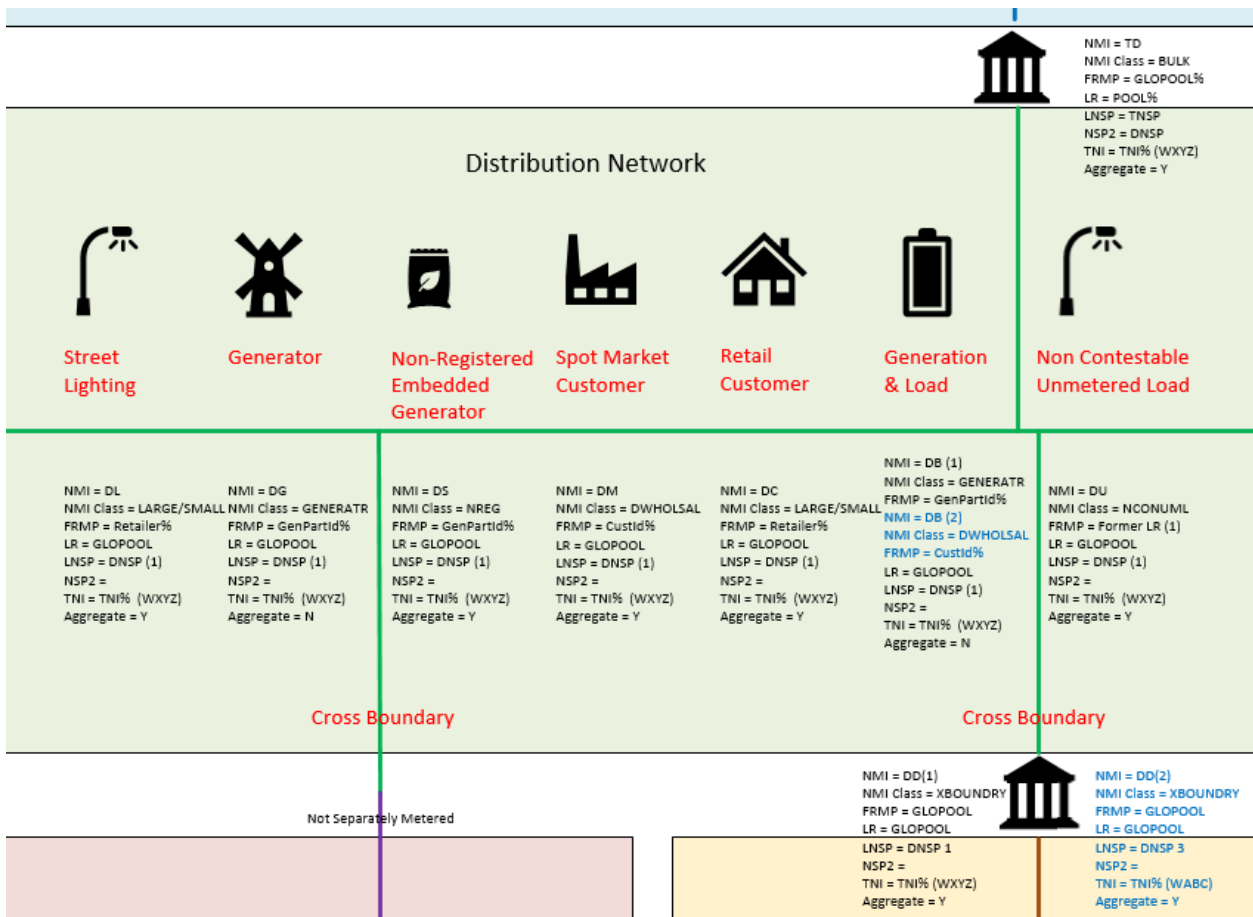 NMI = TD
NMI Class = BULK
FRMP = GLOPOOL%
LR = POOL%
LNSP = TNSP
NSP2 = DNSP
TNI = TNI% (WXYZ)
Aggregate = Y
Distribution Network
Street
Lighting
Generator
Non-Registered
Embedded
Generator
Spot Market
Customer
Retail
Customer
Generation
& Load
Non Contestable
Unmetered Load
NMI = DL
NMI Class = LARGE/SMALL
FRMP = Retailer%
LR = GLOPOOL
LNSP = DNSP (1)
NSP2 =
TNI = TNI% (WXYZ)
Aggregate = Y
NMI = DG
NMI Class = GENERATR
FRMP = GenPartId%
LR = GLOPOOL
LNSP = DNSP (1)
NSP2 =
TNI = TNI% (WXYZ)
Aggregate = N
NMI = DS
NMI Class = NREG
FRMP = GenPartId%
LR = GLOPOOL
LNSP = DNSP (1)
NSP2 =
TNI = TNI% (WXYZ)
Aggregate = Y
NMI = DM
NMI Class = DWHOLSAL
FRMP = CustId%
LR = GLOPOOL
LNSP = DNSP (1)
NSP2 =
TNI = TNI% (WXYZ)
Aggregate = Y
NMI = DC
NMI Class = LARGE/SMALL
FRMP = Retailer%
LR = GLOPOOL
LNSP = DNSP (1)
NSP2 =
TNI = TNI% (WXYZ)
Aggregate = Y
NMI = DB (1)
NMI Class = GENERATR
FRMP = GenPartId%
NMI = DB (2)
NMI Class = DWHOLSAL
FRMP = CustId%
LR = GLOPOOL
LNSP = DNSP (1)
NSP2 =
TNI = TNI% (WXYZ)
Aggregate = N
NMI = DU
NMI Class = NCONUML
FRMP = Former LR (1)
LR = GLOPOOL
LNSP = DNSP (1)
NSP2 =
TNI = TNI% (WXYZ)
Aggregate = Y
Cross Boundary
Cross Boundary
Not Separately Metered
NMI = DD(1)
NMI Class = XBOUNDRY
FRMP = GLOPOOL
LR = GLOPOOL
LNSP = DNSP 1
NSP2 =
TNI = TNI% (WXYZ)
Aggregate = Y
NMI = DD(2)
NMI Class = XBOUNDRY
FRMP = GLOPOOL
LR = GLOPOOL
LNSP = DNSP 3
NSP2 =
TNI = TNI% (WABC)
Aggregate = Y